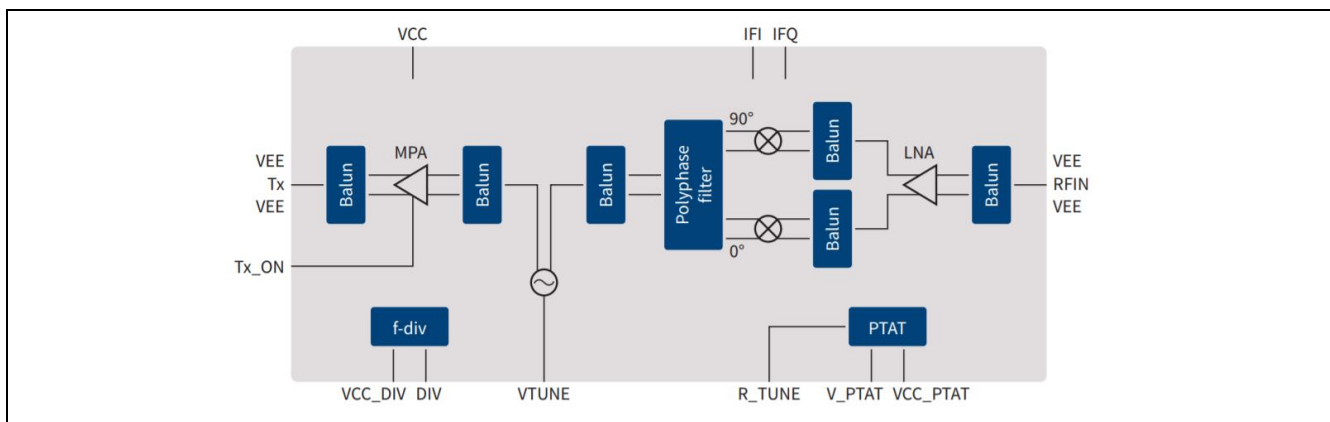 VCC
IFI IFQ
90°
MPA
LNA
VEE
Tx
VEE
Balun
Balun
Balun
Polyphase
filter
Balun
Balun
Balun
VEE
RFIN
VEE
0°
Tx_ON
f-div
PTAT
VCC_DIV DIV
VTUNE
R_TUNE
V_PTAT VCC_PTAT